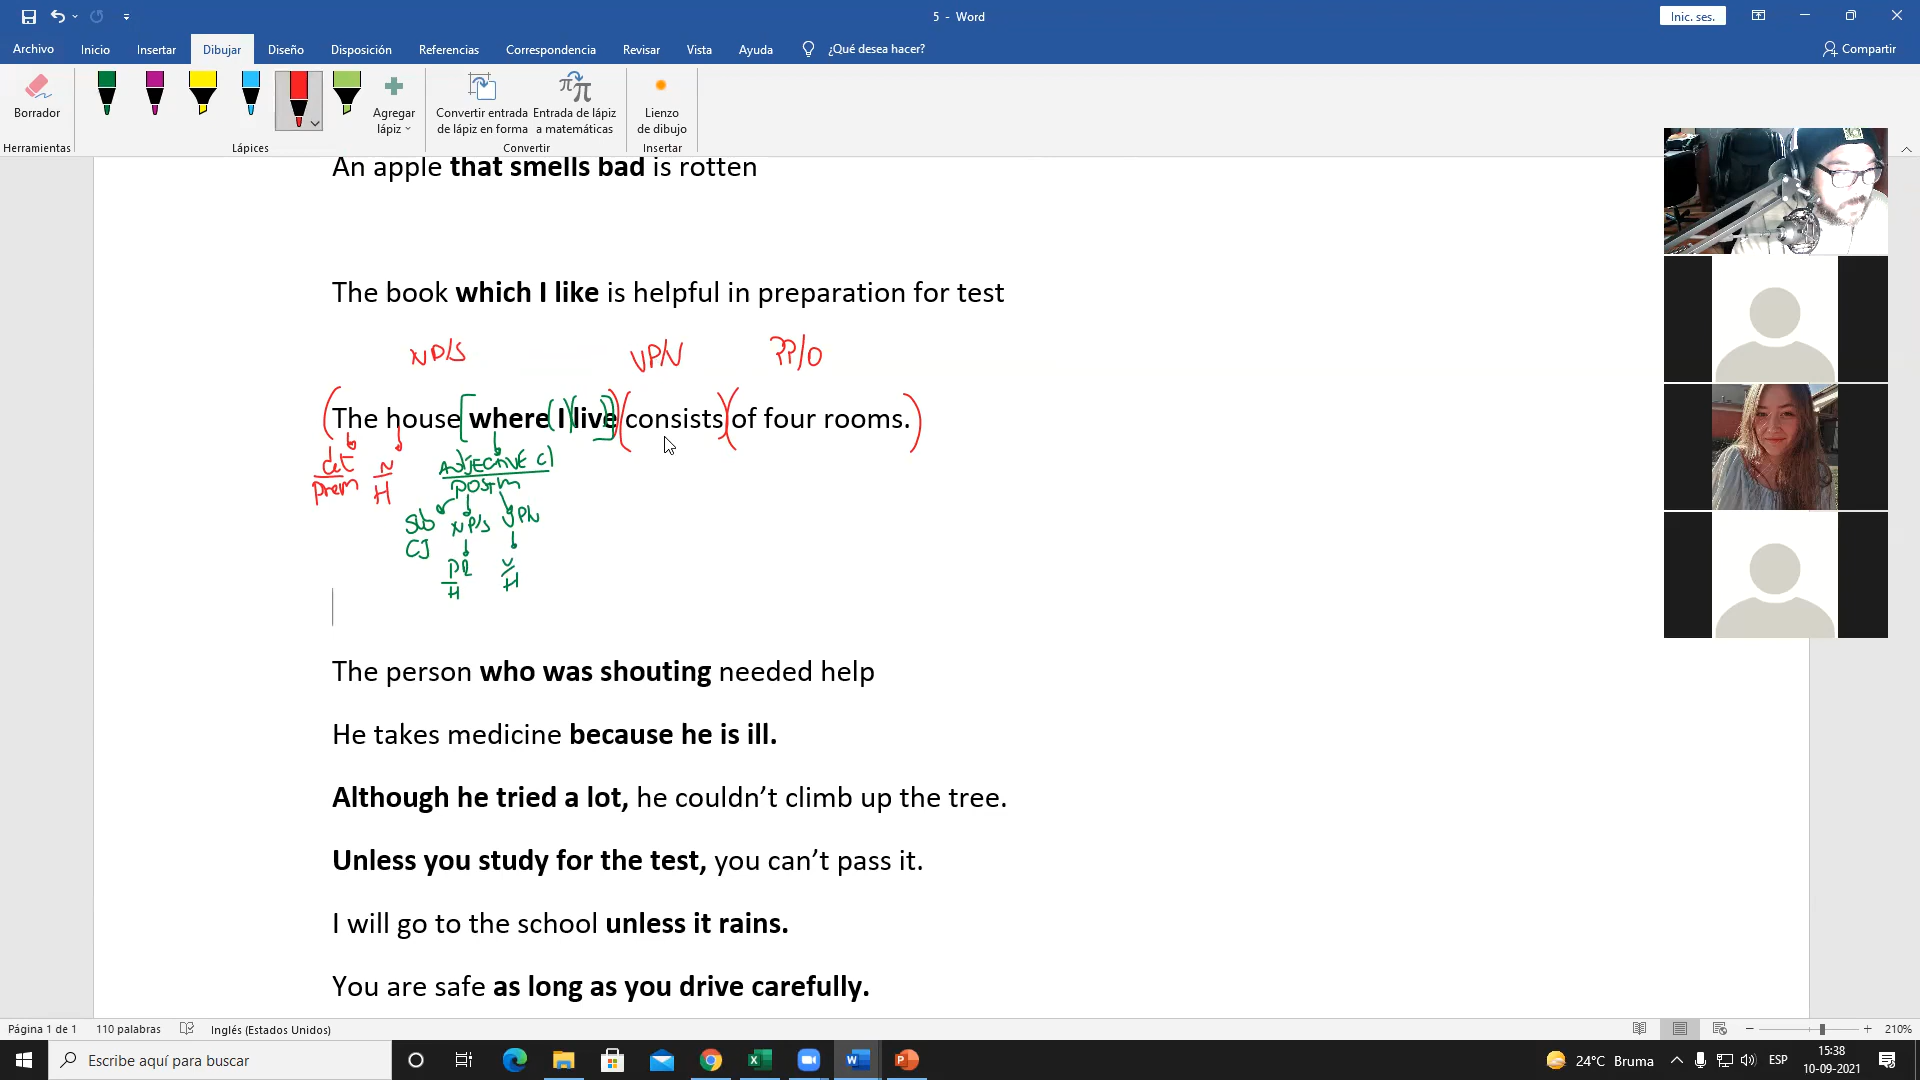 5 - Word
Inic. ses.
Archivo Inicio Insertar Dibujar Diseño Disposición Referencias Correspondencia Revisar Vista Ayuda ¿Qué desea hacer? Compartir
Borrador
Agregar lápiz
Convertir entrada de lápiz en forma
Entrada de lápiz a matemáticas
Lienzo de dibujo
Herramientas Lápices Convertir Insertar
An apple that smells bad is rotten
The book which I like is helpful in preparation for test
NP/S VP/V PP/O
The house where I live consists of four rooms.
det N Adjective cl
Prem H Postm
Sub NP/S VP/V
CJ
PR V
H H
The person who was shouting needed help
He takes medicine because he is ill.
Although he tried a lot, he couldn’t climb up the tree.
Unless you study for the test, you can’t pass it.
I will go to the school unless it rains.
You are safe as long as you drive carefully.
Página 1 de 1 110 palabras Inglés (Estados Unidos) 210%
Escribe aquí para buscar
24°C Bruma ESP 15:38
10-09-2021